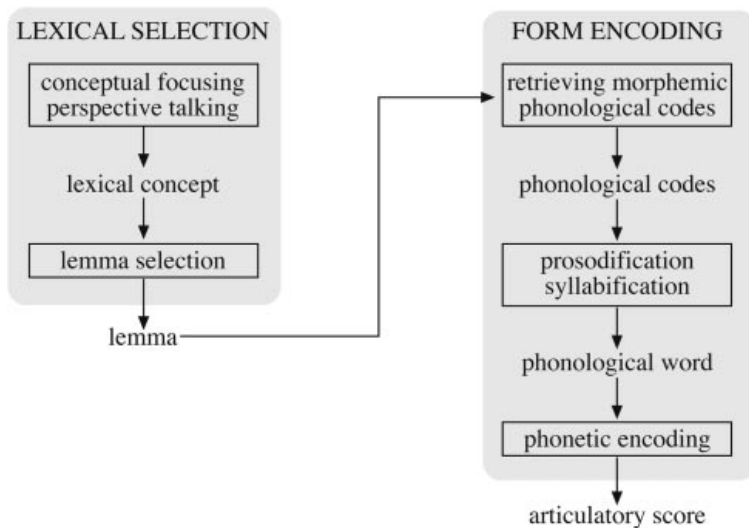 LEXICAL SELECTION
conceptual focusing
perspective talking
lexical concept
lemma selection
lemma
FORM ENCODING
retrieving morphemic
phonological codes
phonological codes
prosodification
syllabification
phonological word
phonetic encoding
articulatory score